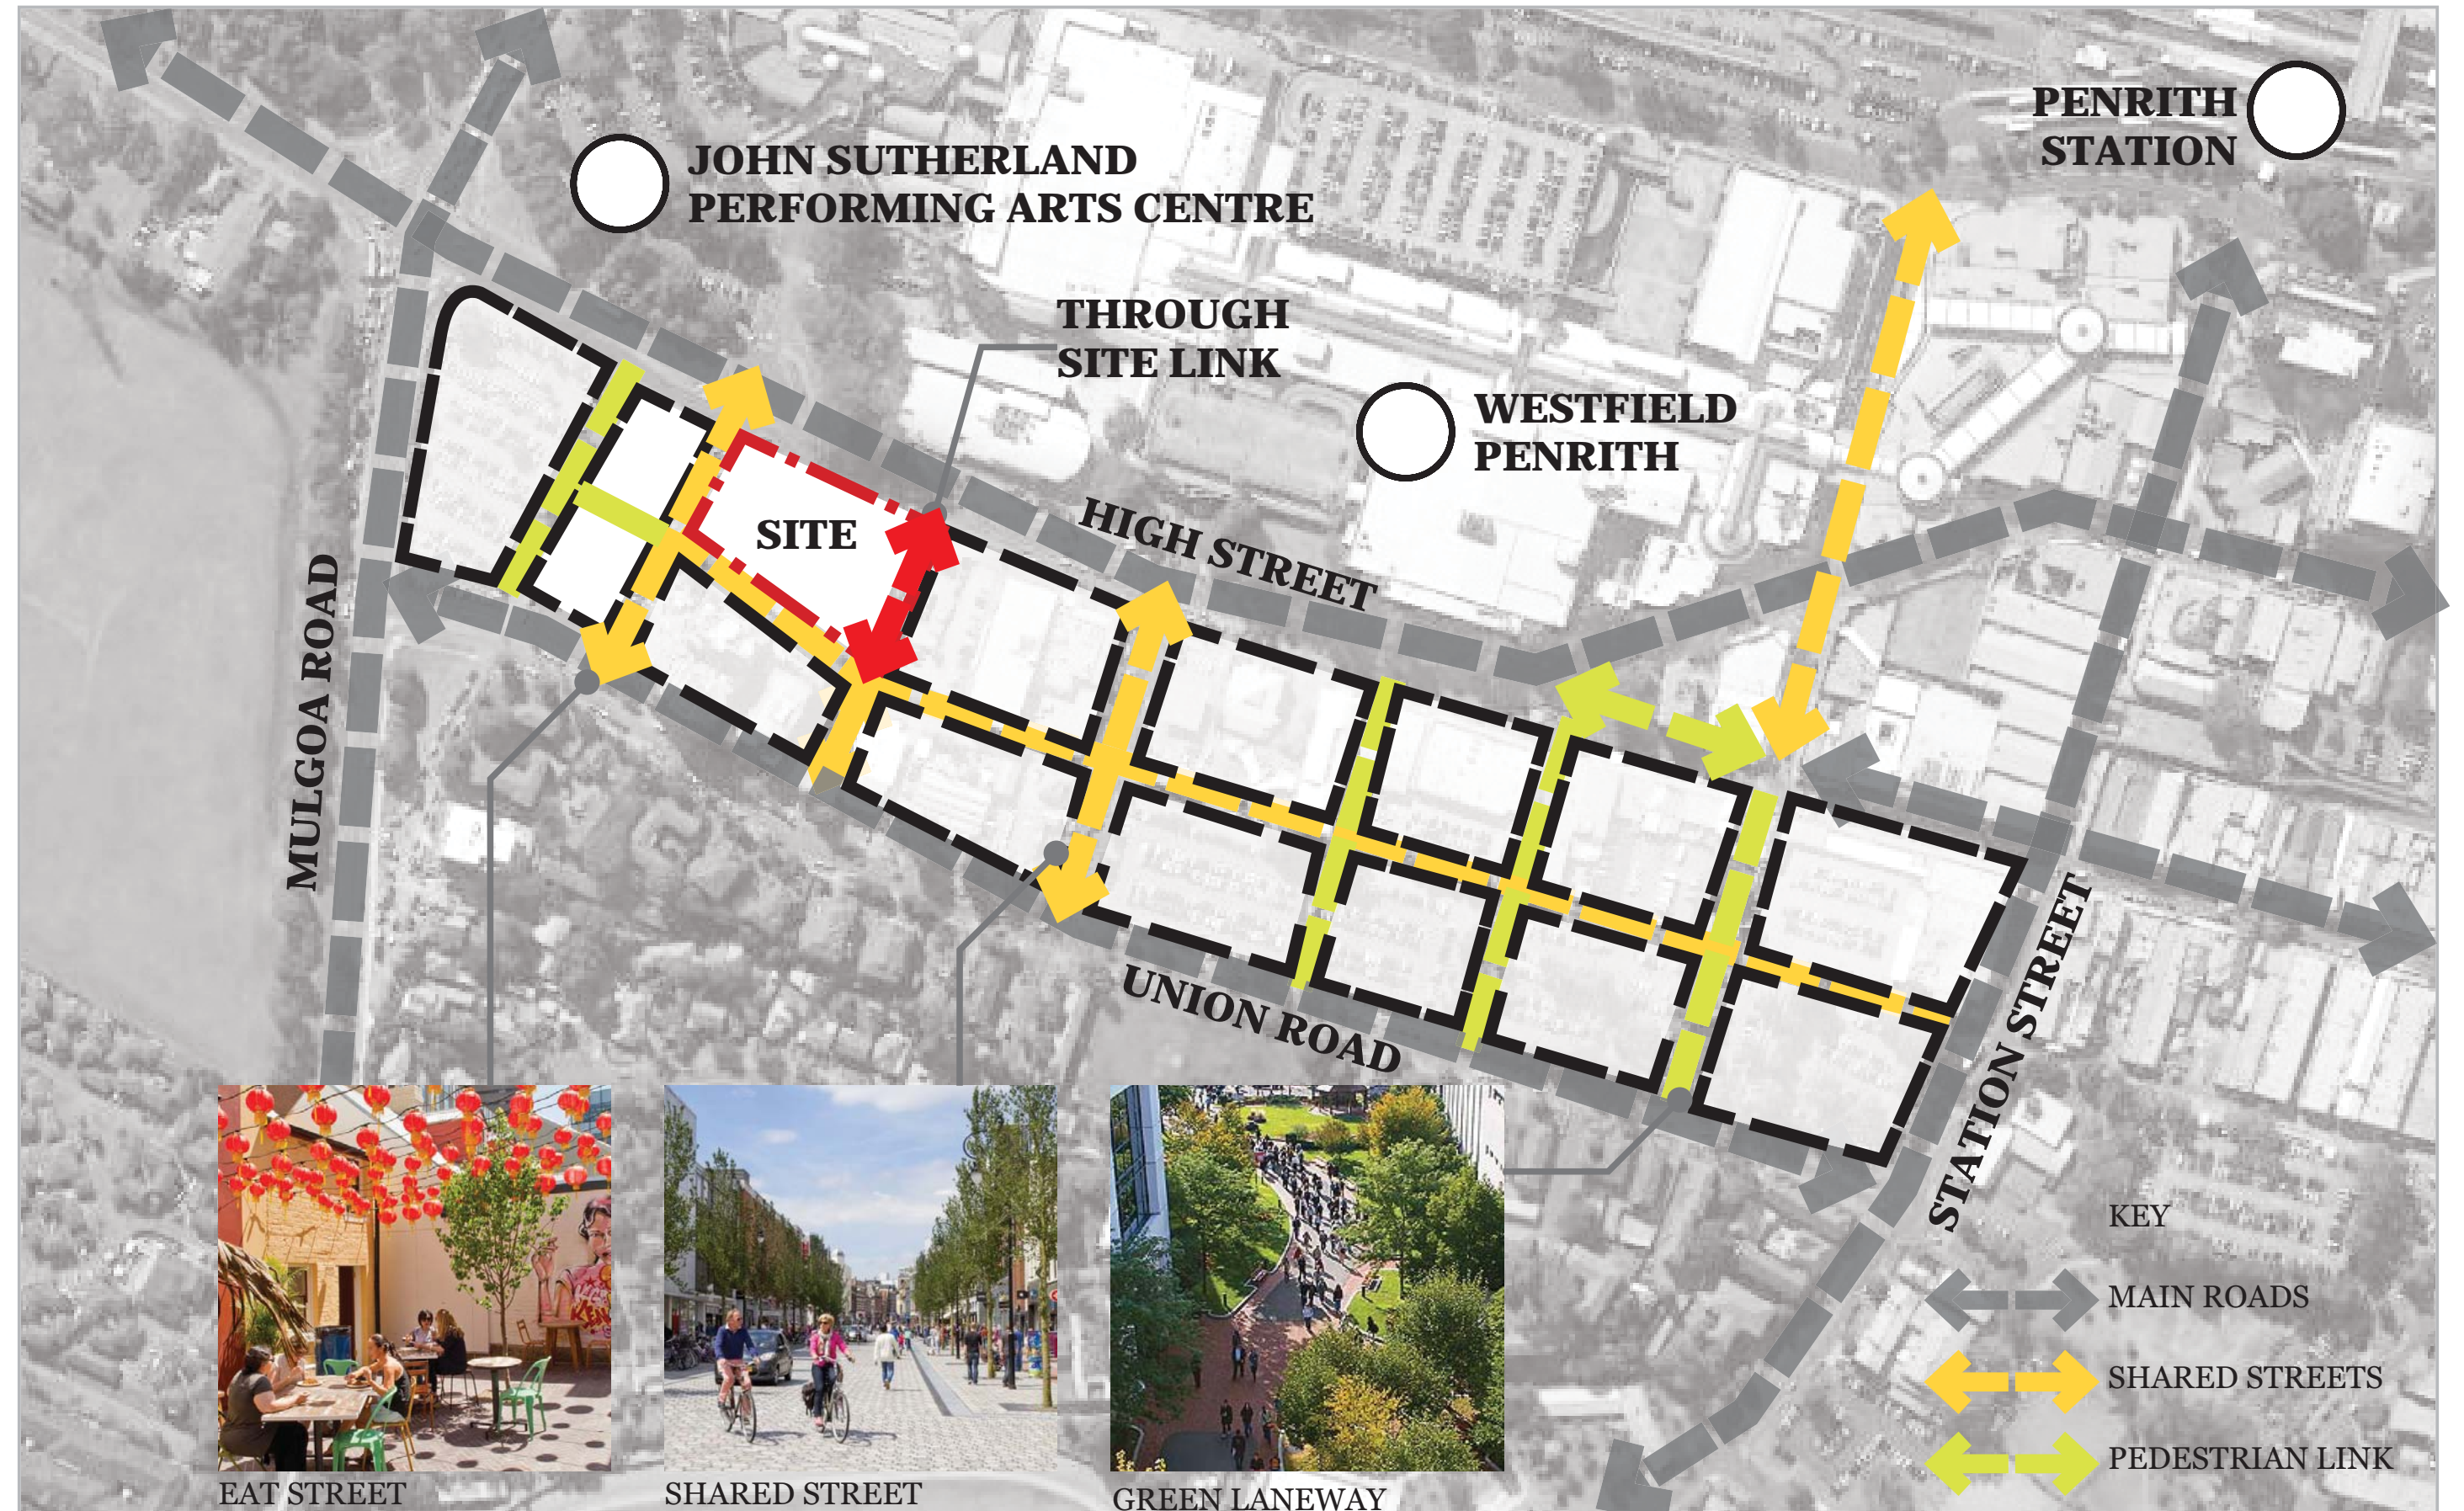 PENRITH
STATION
JOHN SUTHERLAND
PERFORMING ARTS CENTRE
THROUGH
SITE LINK
WESTFIELD
PENRITH
HIGH STREET
SITE
MULGOA ROAD
UNION ROAD
STATION STREET
KEY
MAIN ROADS
SHARED STREETS
PEDESTRIAN LINK
EAT STREET
SHARED STREET
GREEN LANEWAY